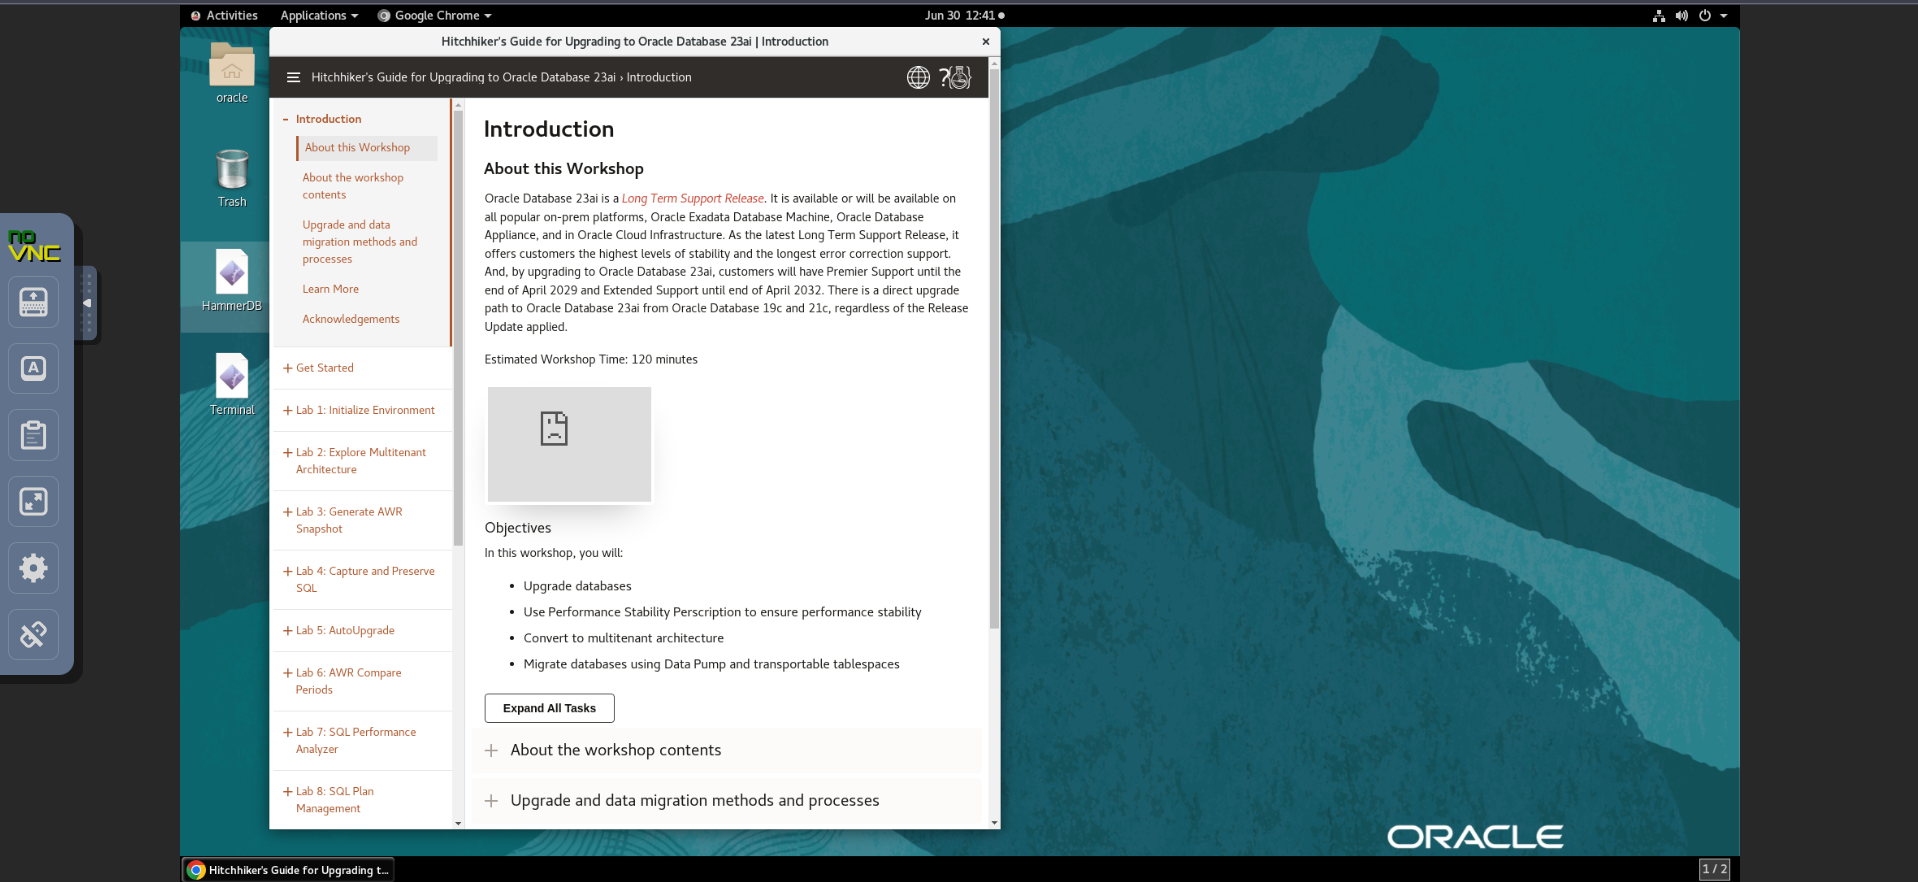 Activities Applications Google Chrome Jun 30 12:41
Hitchhiker's Guide for Upgrading to Oracle Database 23ai | Introduction
Hitchhiker's Guide for Upgrading to Oracle Database 23ai › Introduction
oracle
Trash
HammerDB
Terminal
no
VNC
A
- Introduction
About this Workshop
About the workshop
contents
Upgrade and data
migration methods and
processes
Learn More
Acknowledgements
+ Get Started
+ Lab 1: Initialize Environment
+ Lab 2: Explore Multitenant
Architecture
+ Lab 3: Generate AWR
Snapshot
+ Lab 4: Capture and Preserve
SQL
+ Lab 5: AutoUpgrade
+ Lab 6: AWR Compare
Periods
+ Lab 7: SQL Performance
Analyzer
+ Lab 8: SQL Plan
Management
Introduction
About this Workshop
Oracle Database 23ai is a Long Term Support Release. It is available or will be available on
all popular on-prem platforms, Oracle Exadata Database Machine, Oracle Database
Appliance, and in Oracle Cloud Infrastructure. As the latest Long Term Support Release, it
offers customers the highest levels of stability and the longest error correction support.
And, by upgrading to Oracle Database 23ai, customers will have Premier Support until the
end of April 2029 and Extended Support until end of April 2032. There is a direct upgrade
path to Oracle Database 23ai from Oracle Database 19c and 21c, regardless of the Release
Update applied.
Estimated Workshop Time: 120 minutes
Objectives
In this workshop, you will:
• Upgrade databases
• Use Performance Stability Perscription to ensure performance stability
• Convert to multitenant architecture
• Migrate databases using Data Pump and transportable tablespaces
Expand All Tasks
+ About the workshop contents
+ Upgrade and data migration methods and processes
ORACLE
Hitchhiker's Guide for Upgrading t...
1 / 2